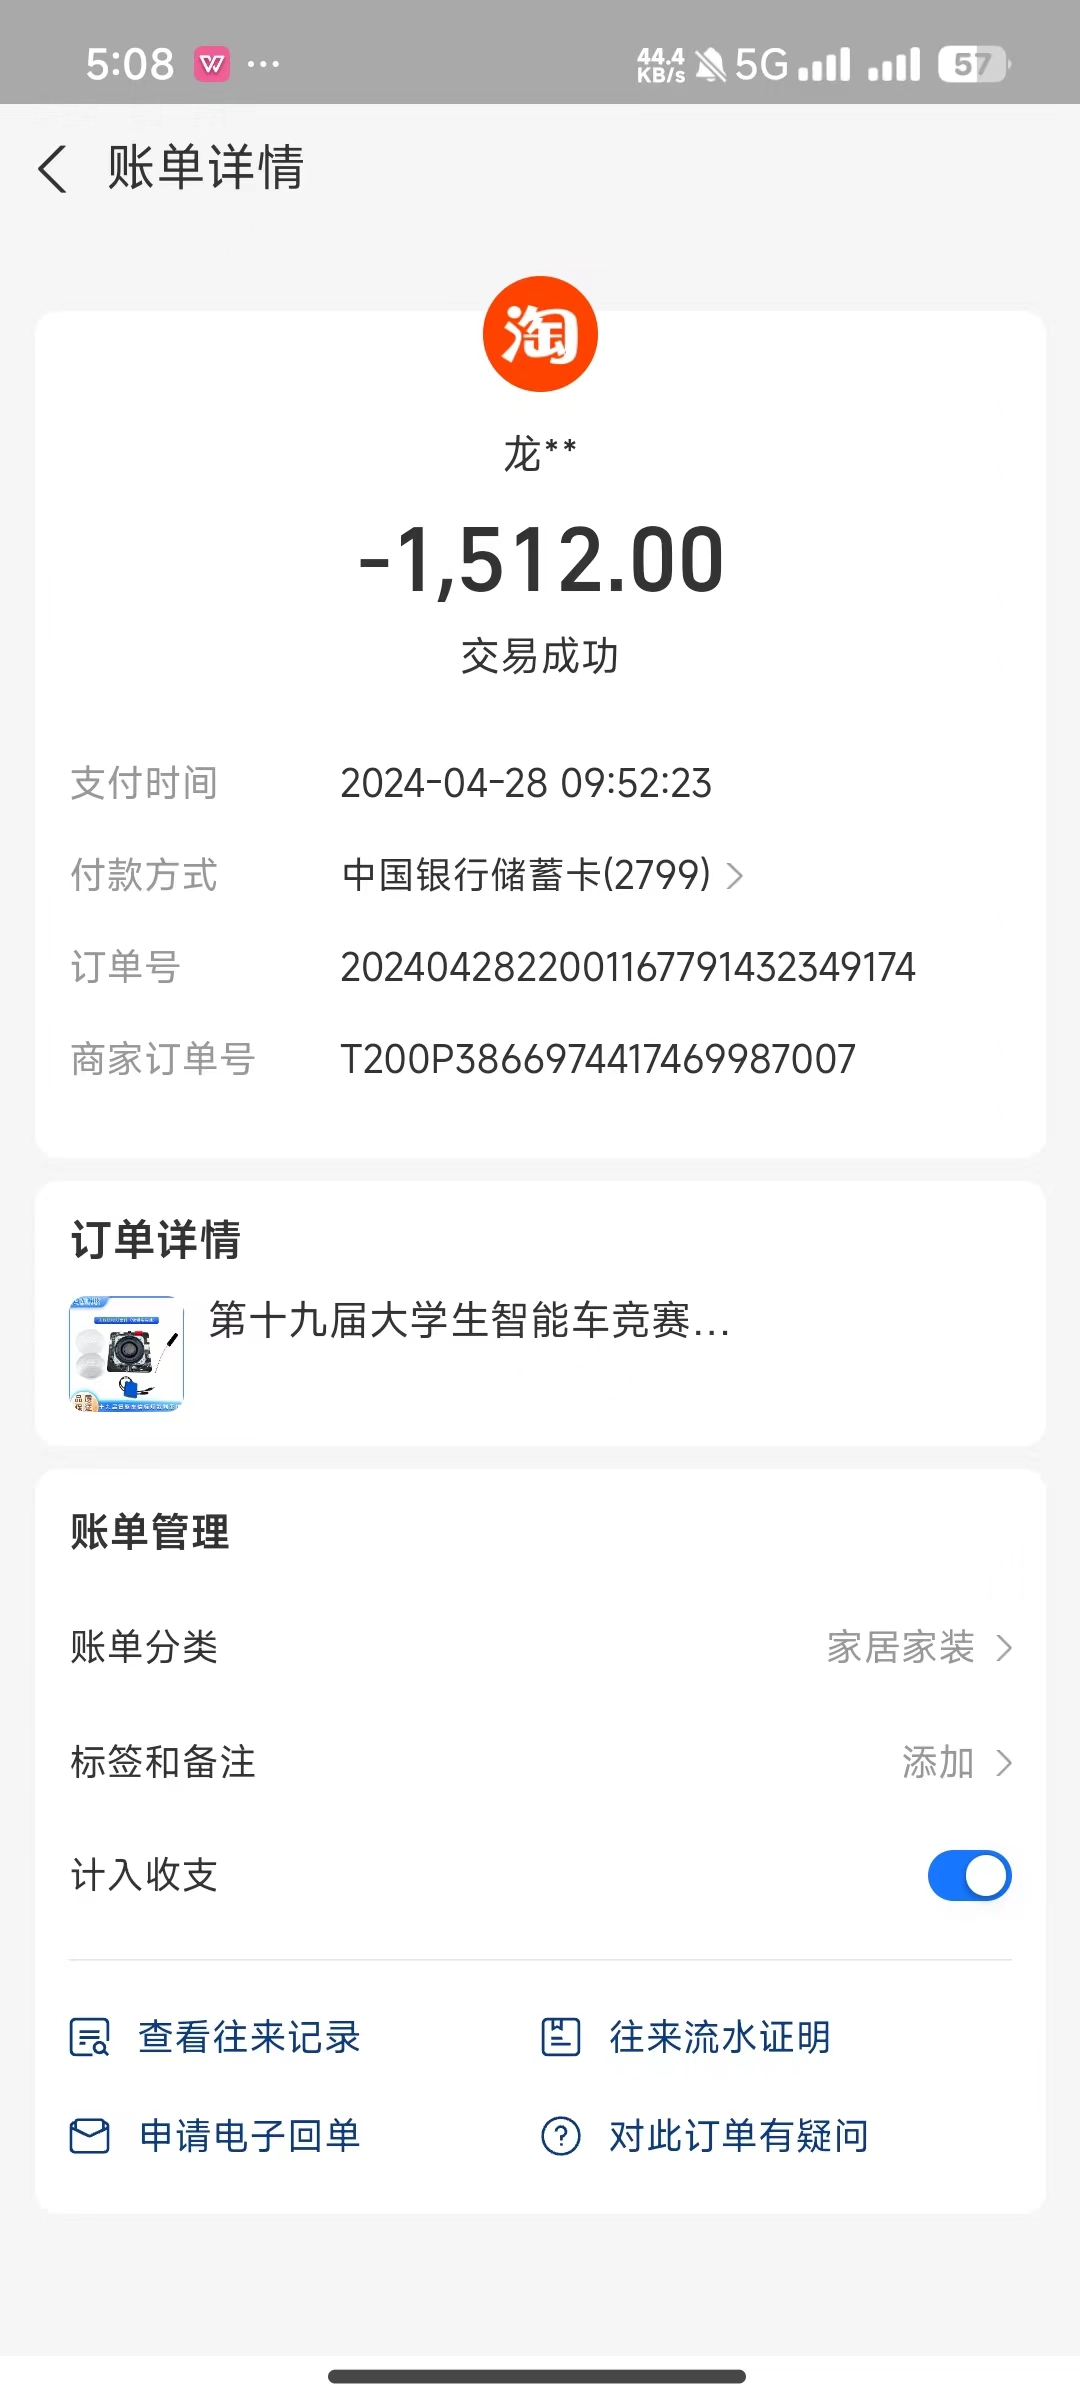 5:08
44.4 KB/s 5G 57
账单详情
淘
龙**
-1,512.00
交易成功
支付时间 2024-04-28 09:52:23
付款方式 中国银行储蓄卡(2799)
订单号 2024042822001167791432349174
商家订单号 T200P3866974417469987007
订单详情
第十九届大学生智能车竞赛...
品质
保证
账单管理
账单分类 家居家装
标签和备注 添加
计入收支
查看往来记录 往来流水证明
申请电子回单 对此订单有疑问